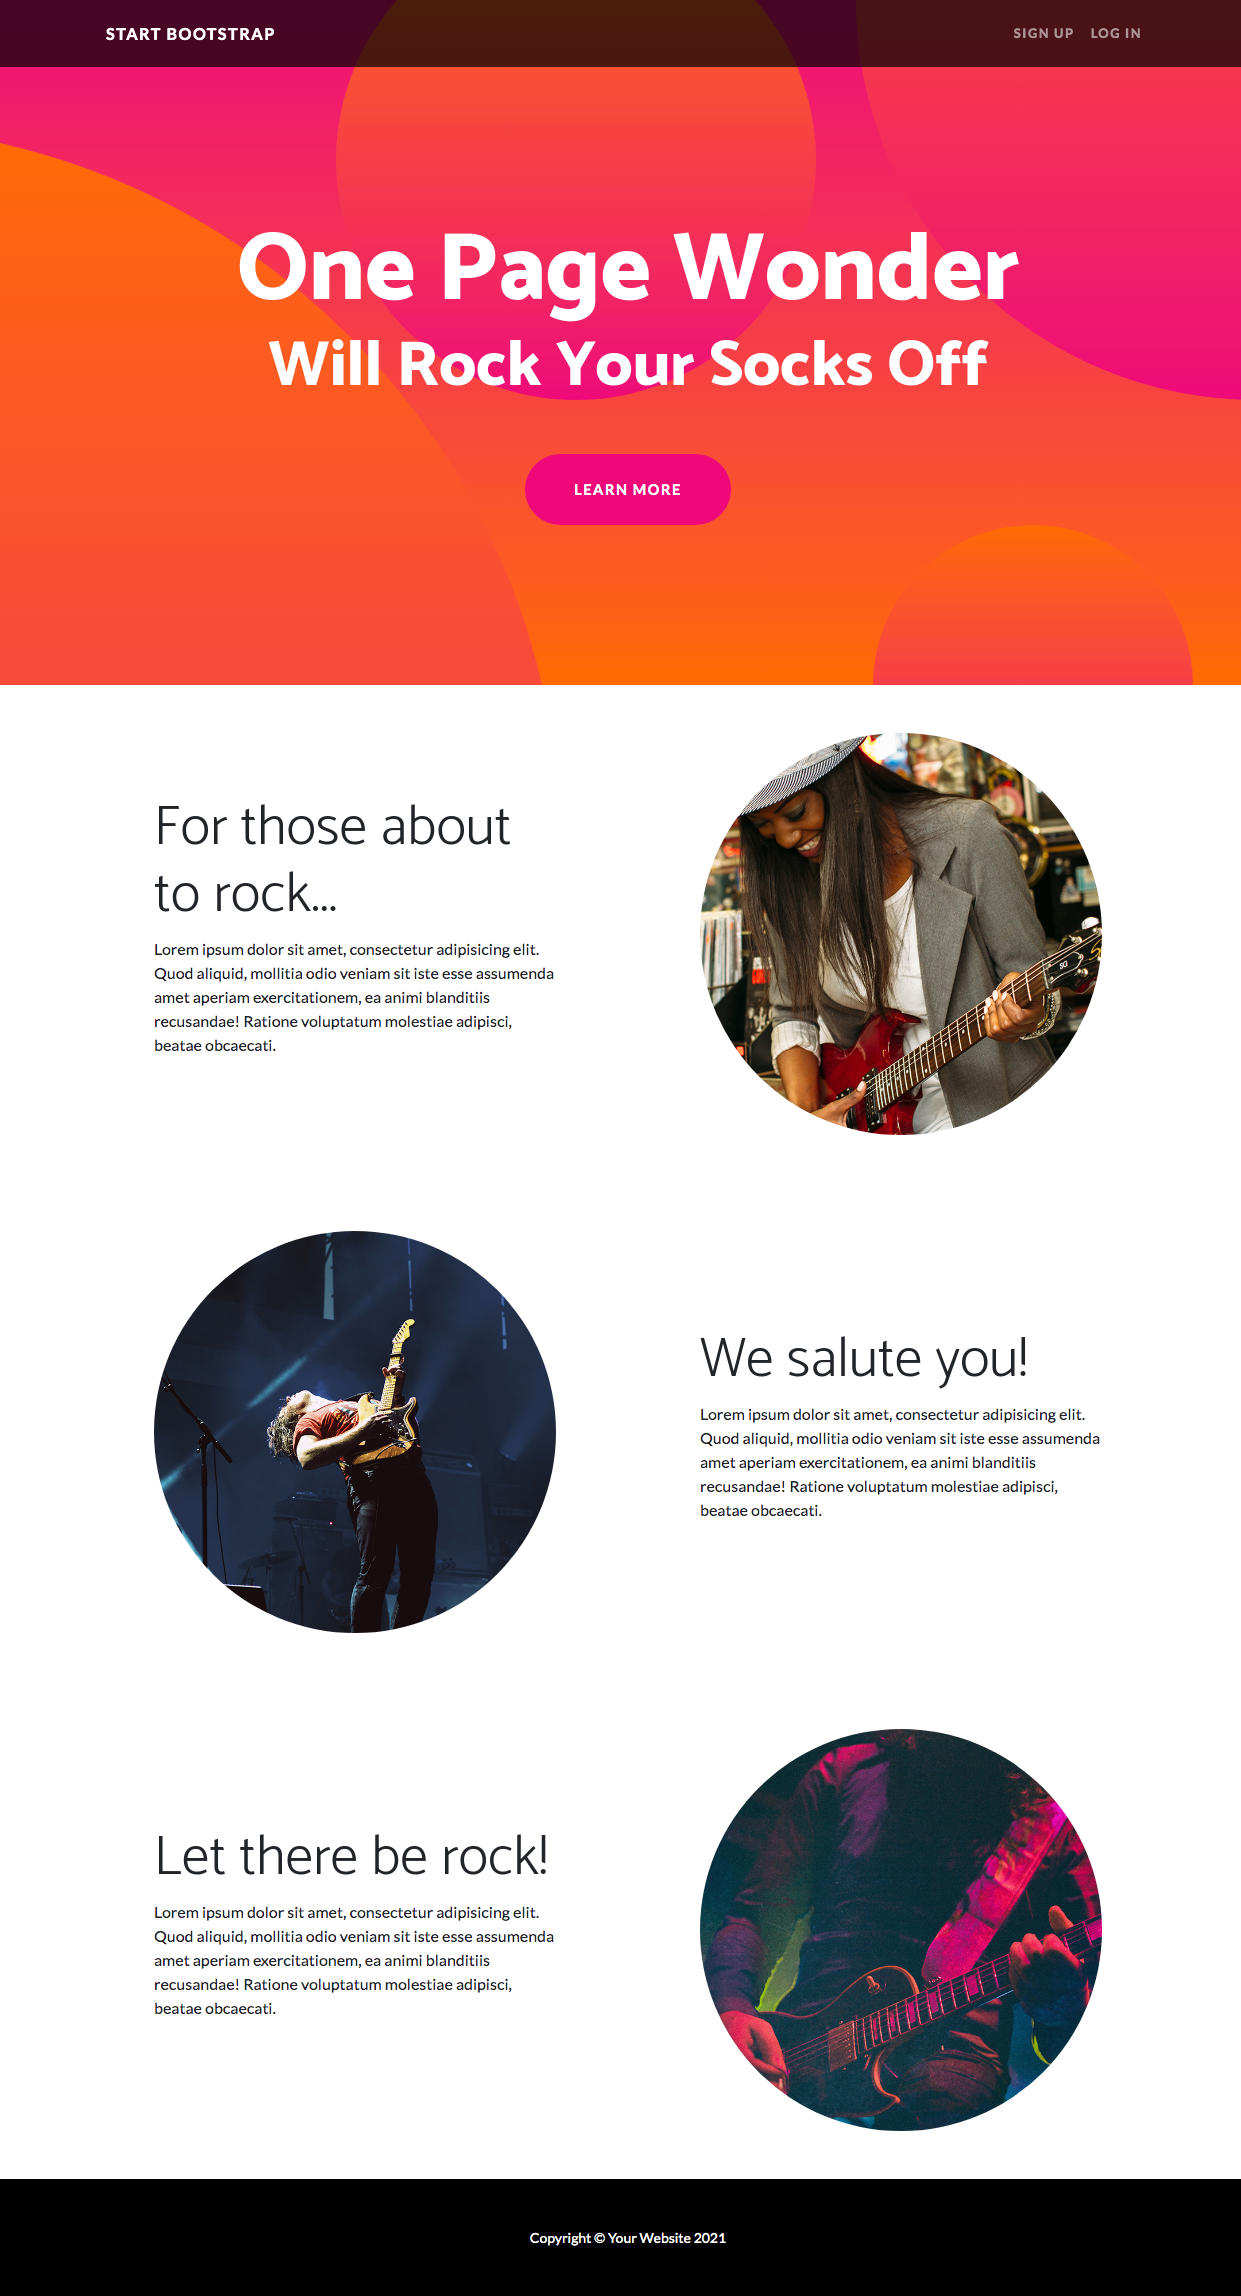 START BOOTSTRAP
SIGN UP LOG IN
One Page Wonder
Will Rock Your Socks Off
LEARN MORE
For those about
to rock...
Lorem ipsum dolor sit amet, consectetur adipisicing elit.
Quod aliquid, mollitia odio veniam sit iste esse assumenda
amet aperiam exercitationem, ea animi blanditiis
recusandae! Ratione voluptatum molestiae adipisci,
beatae obcaecati.
SG
We salute you!
Lorem ipsum dolor sit amet, consectetur adipisicing elit.
Quod aliquid, mollitia odio veniam sit iste esse assumenda
amet aperiam exercitationem, ea animi blanditiis
recusandae! Ratione voluptatum molestiae adipisci,
beatae obcaecati.
Let there be rock!
Lorem ipsum dolor sit amet, consectetur adipisicing elit.
Quod aliquid, mollitia odio veniam sit iste esse assumenda
amet aperiam exercitationem, ea animi blanditiis
recusandae! Ratione voluptatum molestiae adipisci,
beatae obcaecati.
Copyright © Your Website 2021